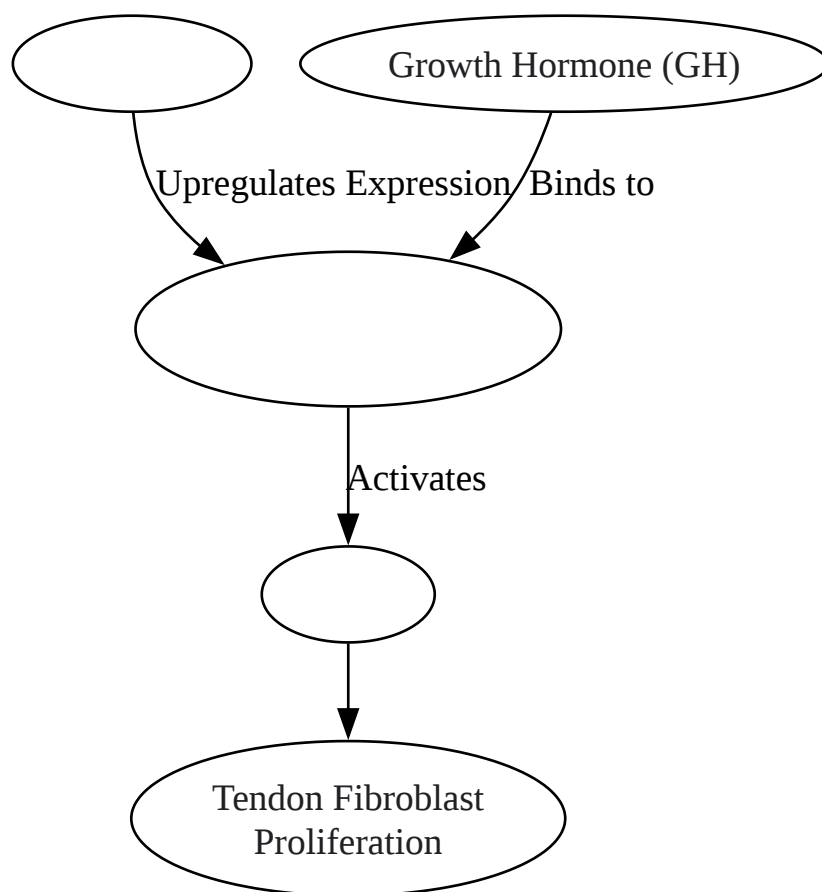 Growth Hormone (GH)
Upregulates Expression
Binds to
Activates
Tendon Fibroblast
Proliferation